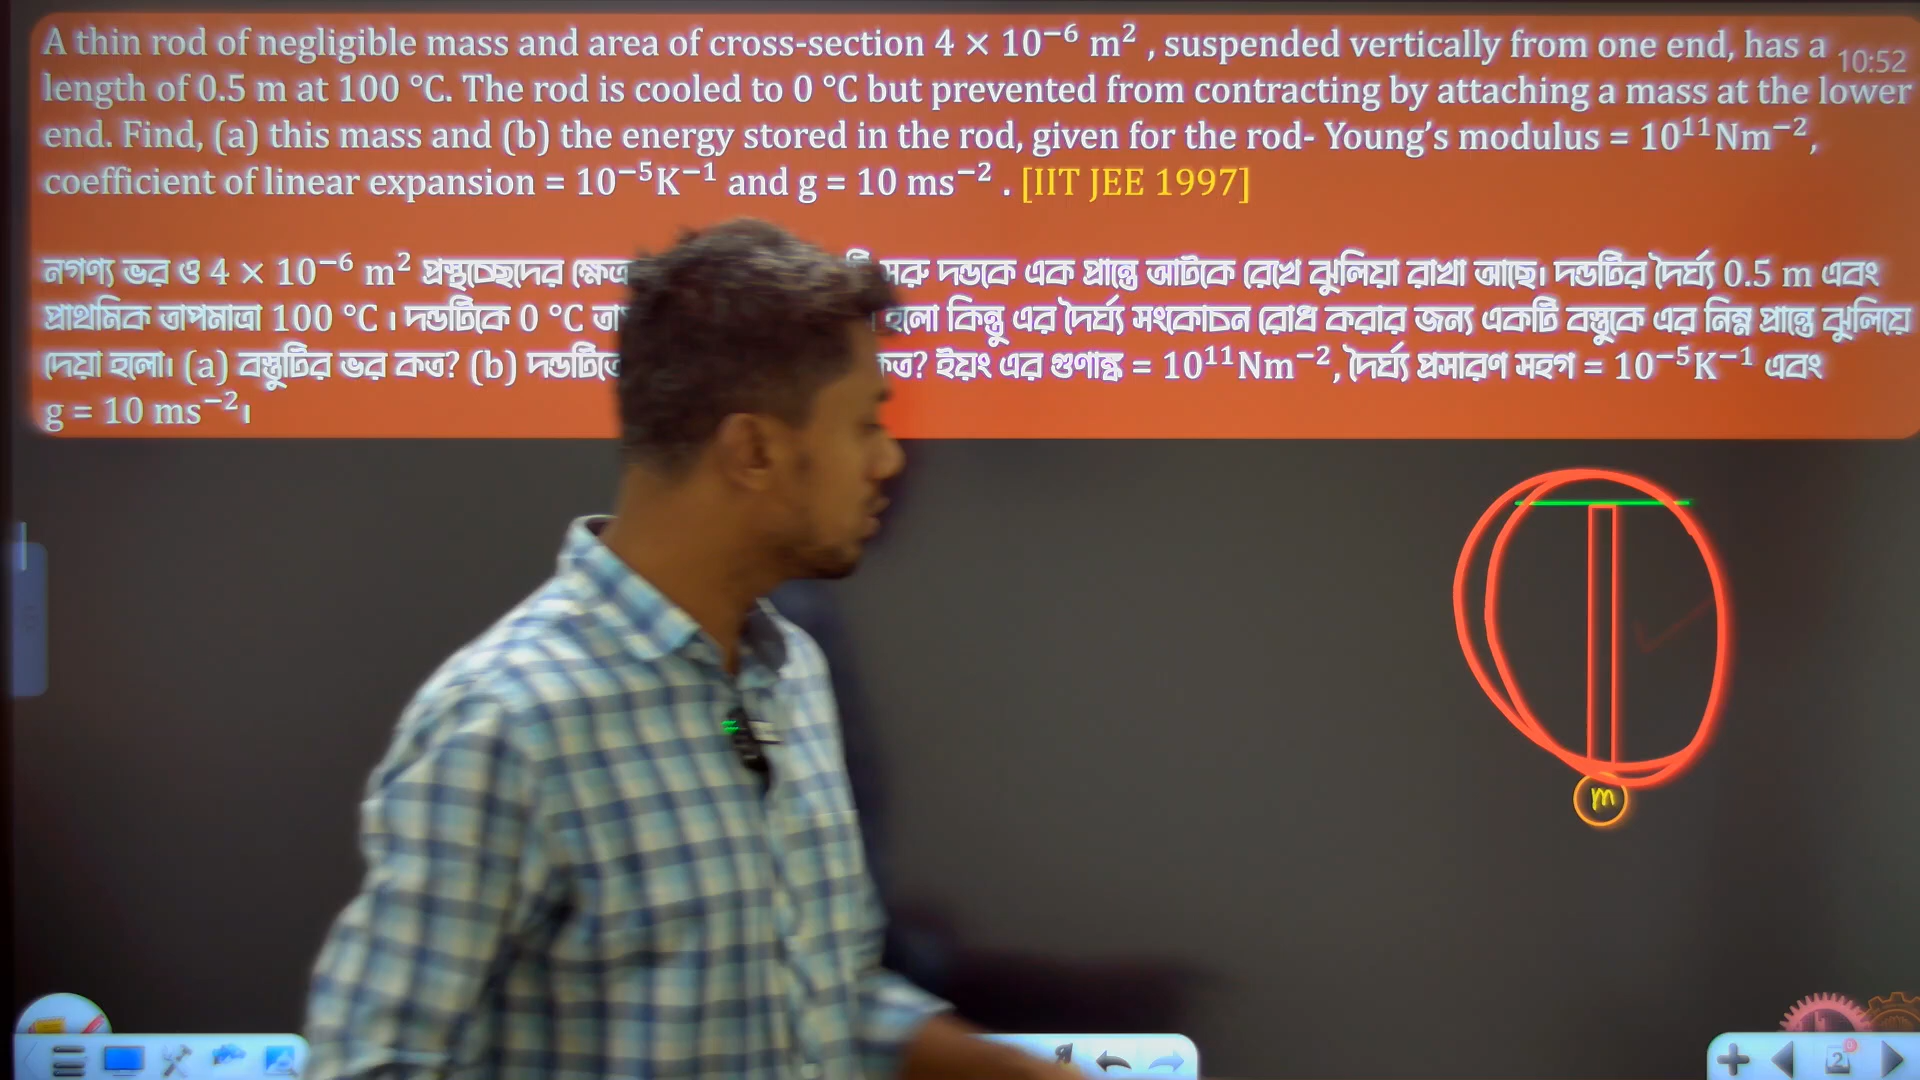 A thin rod of negligible mass and area of cross-section 4 × 10⁻⁶ m² , suspended vertically from one end, has a
10:52
length of 0.5 m at 100 °C. The rod is cooled to 0 °C but prevented from contracting by attaching a mass at the lower
end. Find, (a) this mass and (b) the energy stored in the rod, given for the rod- Young’s modulus = 10¹¹Nm⁻²,
coefficient of linear expansion = 10⁻⁵K⁻¹ and g = 10 ms⁻² . [IIT JEE 1997]
নগণ্য ভর ও 4 × 10⁻⁶ m² প্রস্থচ্ছেদের সরু দন্ডকে এক প্রান্তে আটকে রেখে ঝুলিয়া রাখা আছে। দন্ডটির দৈর্ঘ্য 0.5 m এবং
প্রাথমিক তাপমাত্রা 100 °C । দন্ডটিকে 0 °C হলো কিন্তু এর দৈর্ঘ্য সংকোচন রোধ করার জন্য একটি বস্তুকে এর নিম্ন প্রান্তে ঝুলিয়ে
দেয়া হলো। (a) বস্তুটির ভর কত? (b) কত? ইয়ং এর গুণাঙ্ক = 10¹¹Nm⁻², দৈর্ঘ্য প্রসারণ সহগ = 10⁻⁵K⁻¹ এবং
g = 10 ms⁻²।
m
2